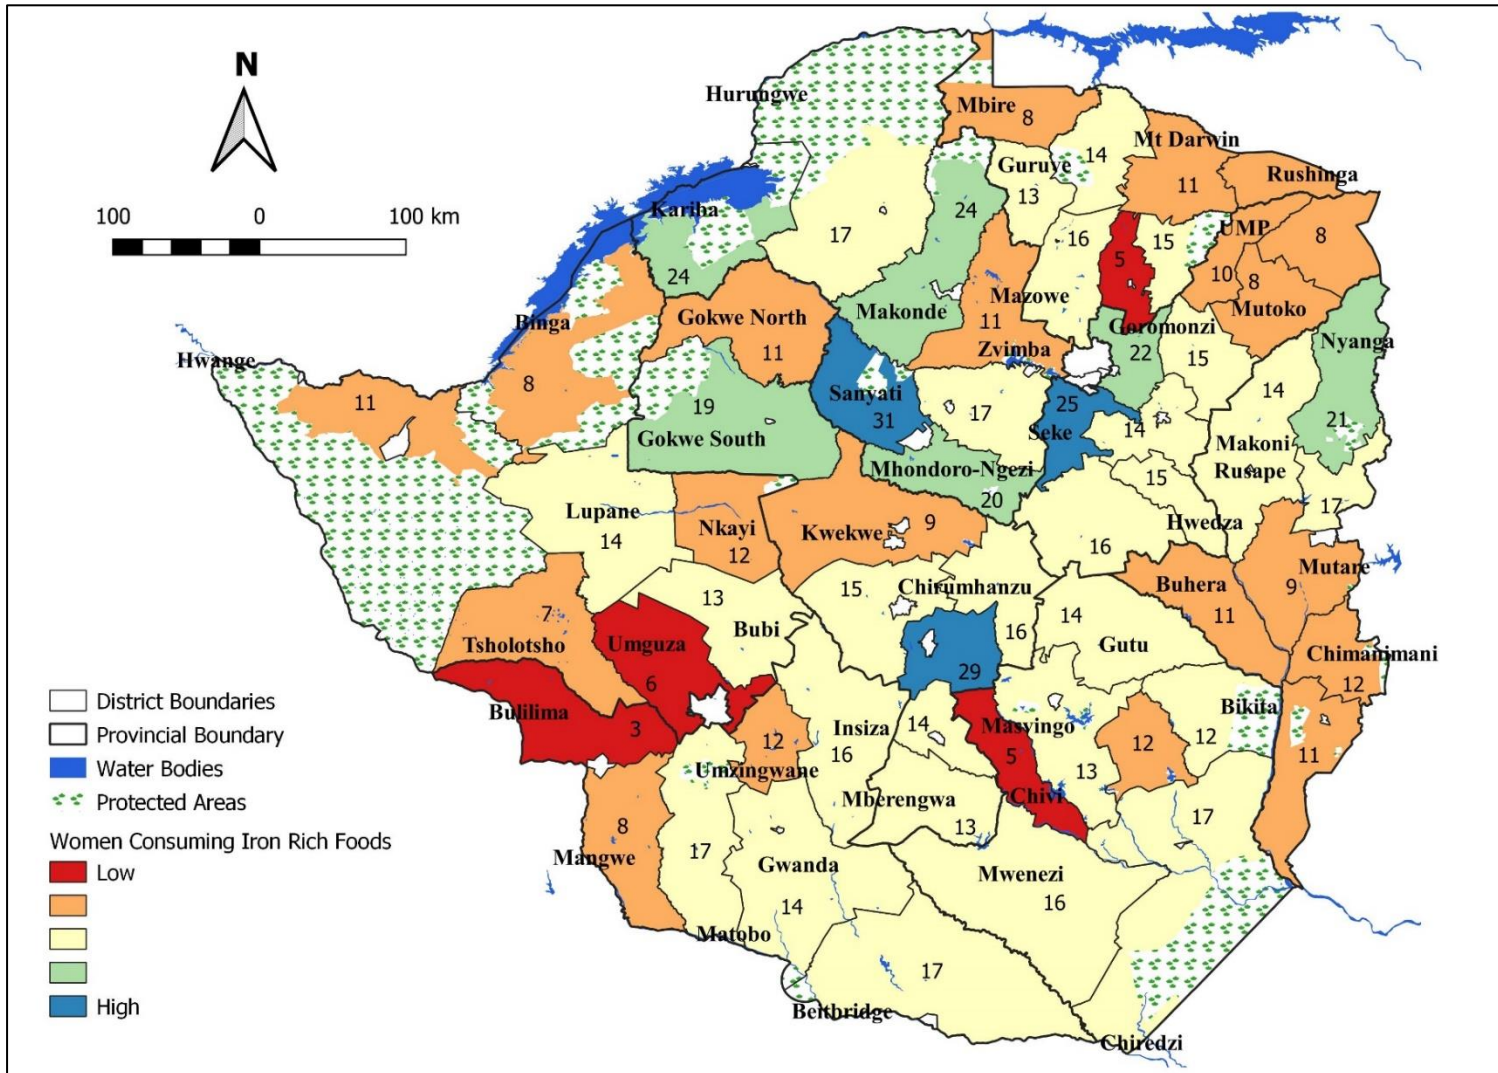 N
100 0 100 km
Hurungwe
Mbire
8
14
Mt Darwin
Guruve
13
11
Rushinga
Kariba
24
17
24
16
5
15
UMP
8
10
8
Mutoko
Binga
Gokwe North
11
Makonde
Mazowe
11
Zvimba
Goromonzi
22
15
Nyanga
Hwange
11
8
19
Gokwe South
Sanyati
31
17
25
Seke
14
14
21
Makoni
Rusape
Mhondoro-Ngezi
20
15
17
Lupane
14
Nkayi
12
Kwekwe
9
Hwedza
16
Mutare
9
Buhera
11
13
Bubi
15
Chirumhanzu
16
14
Gutu
Chimanimani
12
7
Tsholotsho
Umguza
6
29
Bulilima
3
12
Umzingwane
Insiza
16
14
Masvingo
5
Chivi
13
12
12
Bikita
11
Mberengwa
13
17
8
Mangwe
17
Matobo
Gwanda
14
Mwenezi
16
17
Beitbridge
Chiredzi
District Boundaries
Provincial Boundary
Water Bodies
Protected Areas
Women Consuming Iron Rich Foods
Low
High